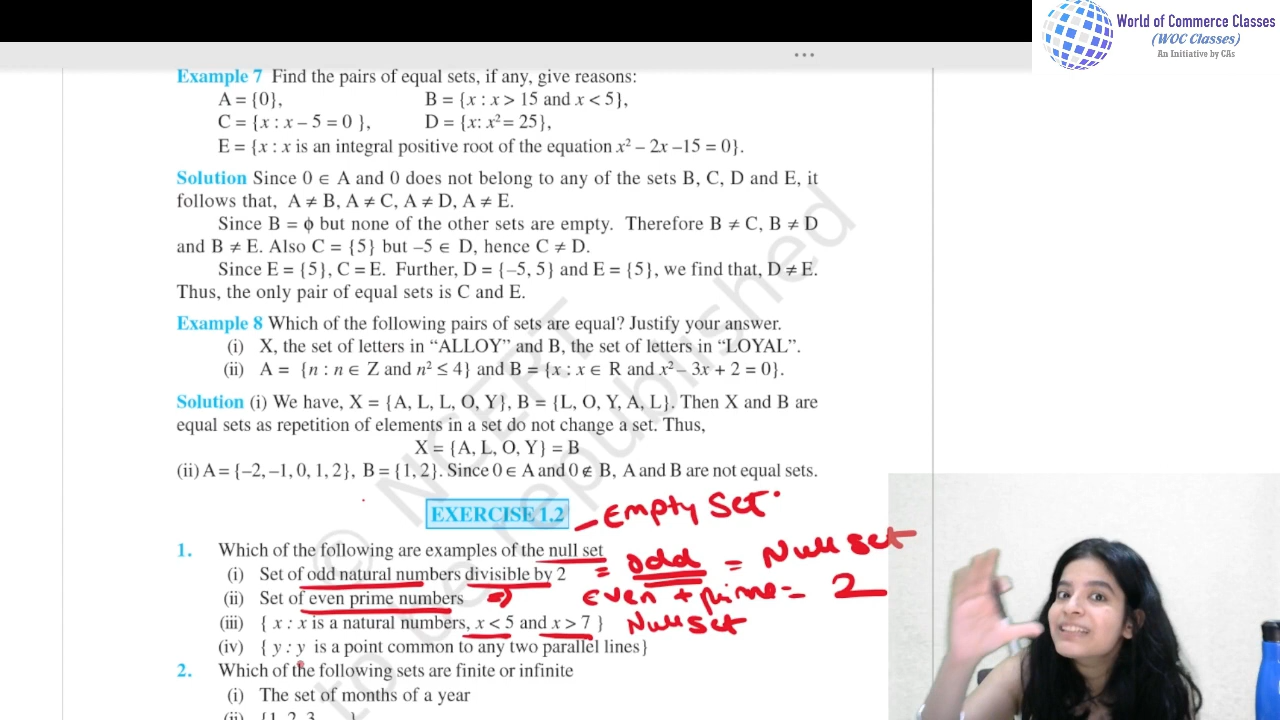 World of Commerce Classes
(WOC Classes)
An Initiative by CAs
Example 7 Find the pairs of equal sets, if any, give reasons:
A = {0}, B = {x : x > 15 and x < 5},
C = {x : x – 5 = 0 }, D = {x: x² = 25},
E = {x : x is an integral positive root of the equation x² – 2x –15 = 0}.
Solution Since 0 ∈ A and 0 does not belong to any of the sets B, C, D and E, it
follows that, A ≠ B, A ≠ C, A ≠ D, A ≠ E.
Since B = ϕ but none of the other sets are empty. Therefore B ≠ C, B ≠ D
and B ≠ E. Also C = {5} but –5 ∈ D, hence C ≠ D.
Since E = {5}, C = E. Further, D = {–5, 5} and E = {5}, we find that, D ≠ E.
Thus, the only pair of equal sets is C and E.
Example 8 Which of the following pairs of sets are equal? Justify your answer.
(i) X, the set of letters in “ALLOY” and B, the set of letters in “LOYAL”.
(ii) A = {n : n ∈ Z and n² ≤ 4} and B = {x : x ∈ R and x² – 3x + 2 = 0}.
Solution (i) We have, X = {A, L, L, O, Y}, B = {L, O, Y, A, L}. Then X and B are
equal sets as repetition of elements in a set do not change a set. Thus,
X = {A, L, O, Y} = B
(ii) A = {–2, –1, 0, 1, 2}, B = {1, 2}. Since 0 ∈ A and 0 ∉ B, A and B are not equal sets.
EXERCISE 1.2 – Empty Set
1. Which of the following are examples of the null set
(i) Set of odd natural numbers divisible by 2 = odd = Null set
(ii) Set of even prime numbers ⇒ even + prime = 2
(iii) { x : x is a natural numbers, x < 5 and x > 7 } Null set
(iv) { y : y is a point common to any two parallel lines}
2. Which of the following sets are finite or infinite
(i) The set of months of a year
(ii) {1, 2, 3, . . .}
© NCERT
not to be republished